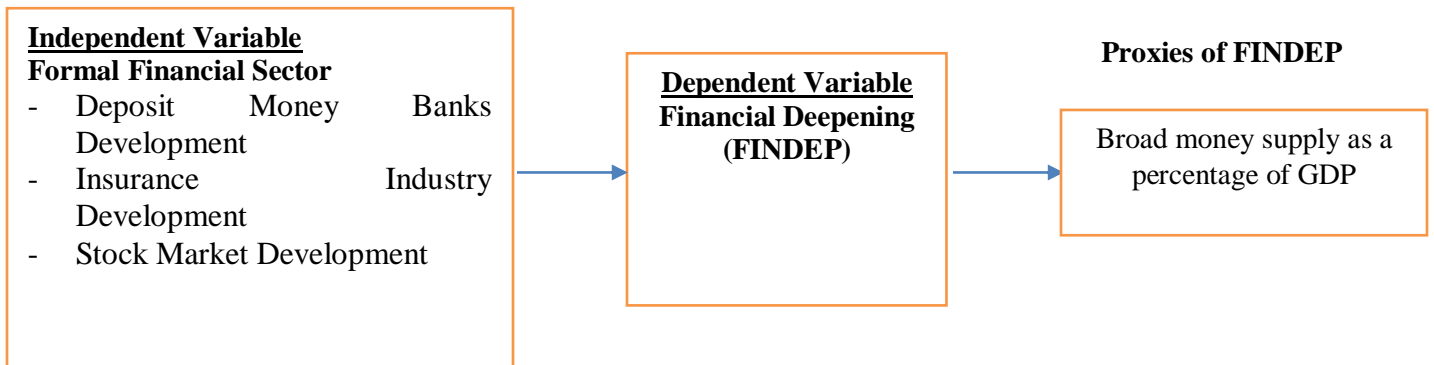 Independent Variable
Formal Financial Sector
- Deposit Money Banks
Development
- Insurance Industry
Development
- Stock Market Development
Dependent Variable
Financial Deepening
(FINDEP)
Proxies of FINDEP
Broad money supply as a
percentage of GDP